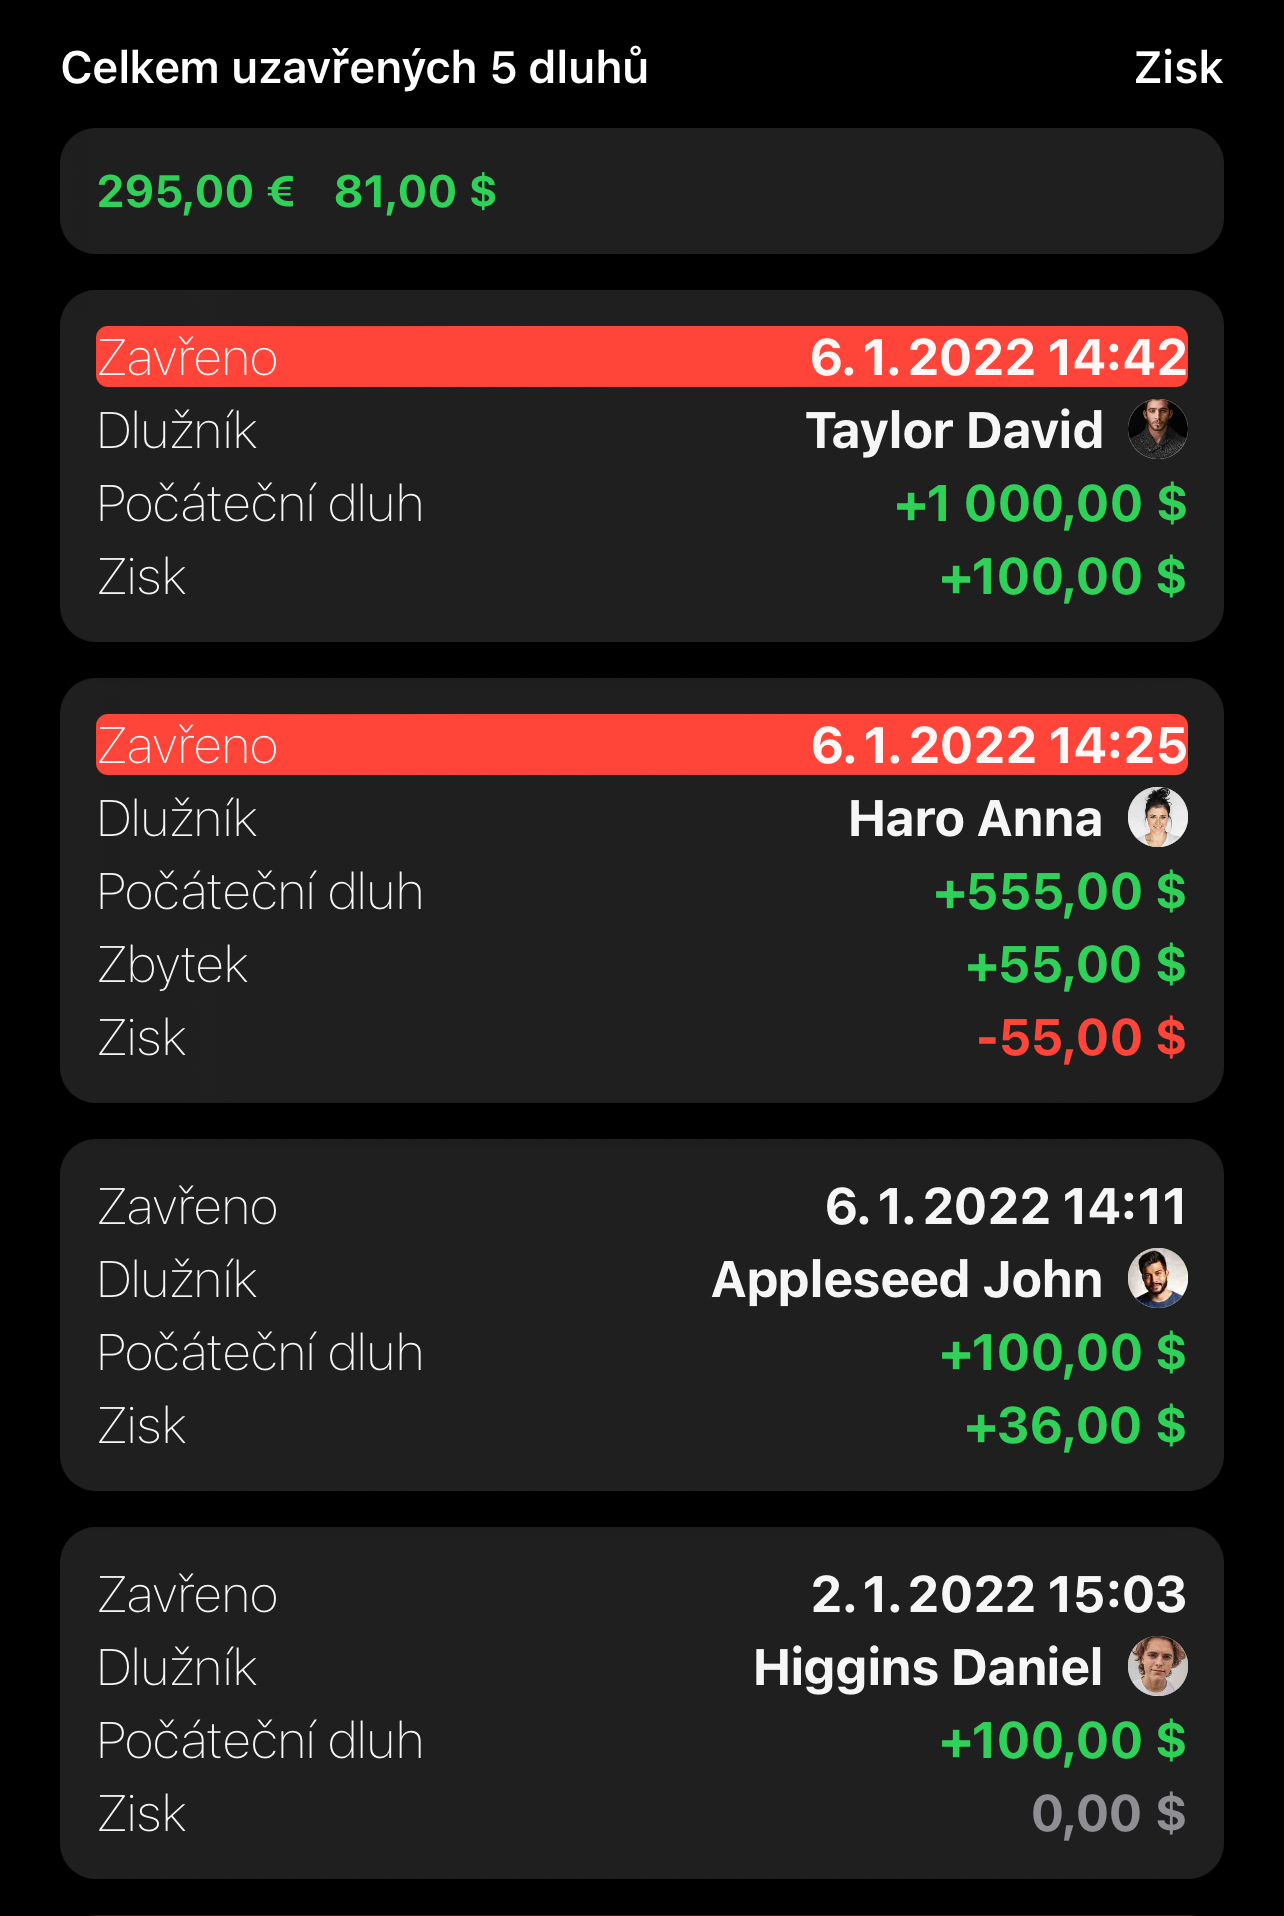 Celkem uzavřených 5 dluhů Zisk
295,00 € 81,00 $
Zavřeno 6. 1. 2022 14:42
Dlužník Taylor David
Počáteční dluh +1 000,00 $
Zisk +100,00 $
Zavřeno 6. 1. 2022 14:25
Dlužník Haro Anna
Počáteční dluh +555,00 $
Zbytek +55,00 $
Zisk -55,00 $
Zavřeno 6. 1. 2022 14:11
Dlužník Appleseed John
Počáteční dluh +100,00 $
Zisk +36,00 $
Zavřeno 2. 1. 2022 15:03
Dlužník Higgins Daniel
Počáteční dluh +100,00 $
Zisk 0,00 $